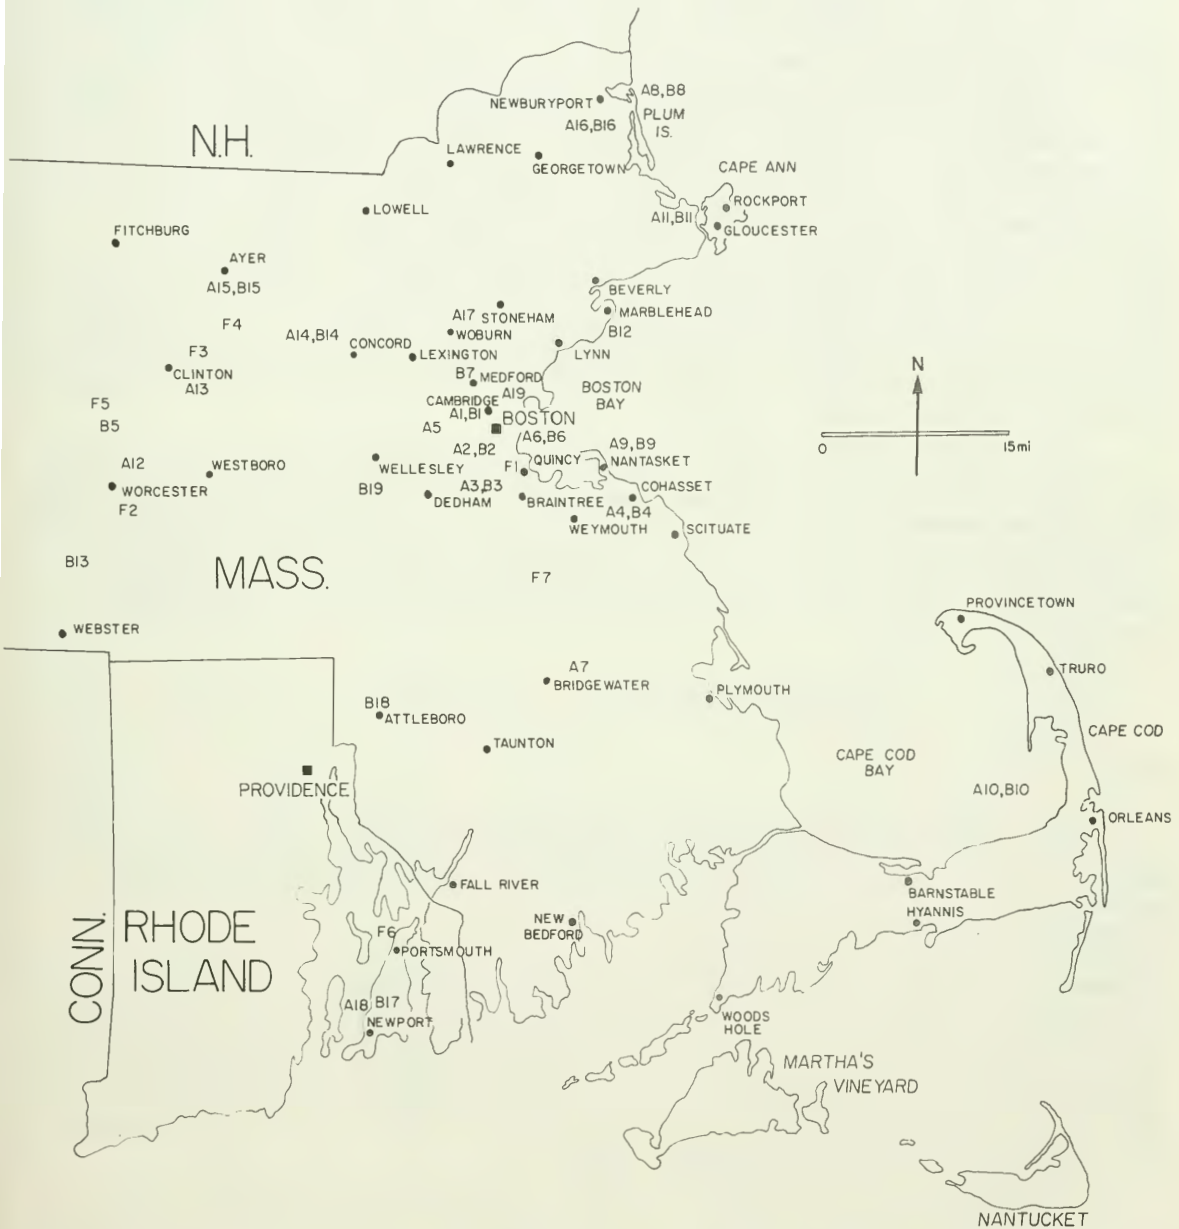 A8,B8
NEWBURYPORT
PLUM
IS.
A16,B16
N.H.
LAWRENCE
GEORGETOWN
CAPE ANN
ROCKPORT
LOWELL
A11,B11
GLOUCESTER
FITCHBURG
AYER
A15,B15
BEVERLY
MARBLEHEAD
A17
STONEHAM
F4
WOBURN
B12
A14,B14
CONCORD
LEXINGTON
LYNN
F3
CLINTON
A13
B7
MEDFORD
A19
BOSTON
BAY
N
CAMBRIDGE
A1,B1
BOSTON
F5
B5
A5
A6,B6
A2,B2
A9,B9
0
15mi
A12
WESTBORO
WELLESLEY
F1
QUINCY
NANTASKET
WORCESTER
B19
A3,B3
DEDHAM
COHASSET
BRAINTREE
A4,B4
F2
WEYMOUTH
SCITUATE
B13
MASS.
F7
PROVINCETOWN
WEBSTER
A7
BRIDGEWATER
TRURO
PLYMOUTH
B18
ATTLEBORO
TAUNTON
CAPE COD
CAPE COD
BAY
PROVIDENCE
A10,B10
ORLEANS
FALL RIVER
BARNSTABLE
HYANNIS
CONN.
RHODE
ISLAND
F6
NEW
BEDFORD
PORTSMOUTH
A18
B17
NEWPORT
WOODS
HOLE
MARTHA'S
VINEYARD
NANTUCKET